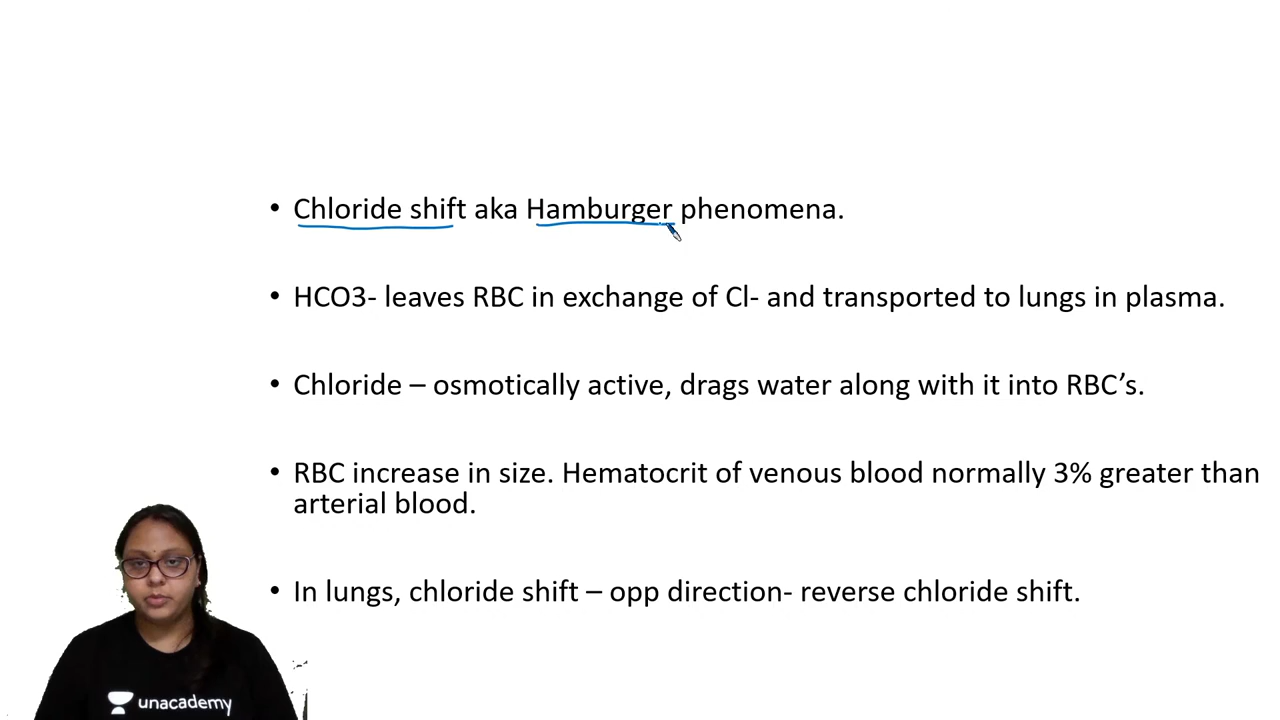 • Chloride shift aka Hamburger phenomena.
• HCO3- leaves RBC in exchange of Cl- and transported to lungs in plasma.
• Chloride – osmotically active, drags water along with it into RBC’s.
• RBC increase in size. Hematocrit of venous blood normally 3% greater than
arterial blood.
• In lungs, chloride shift – opp direction- reverse chloride shift.
unacademy